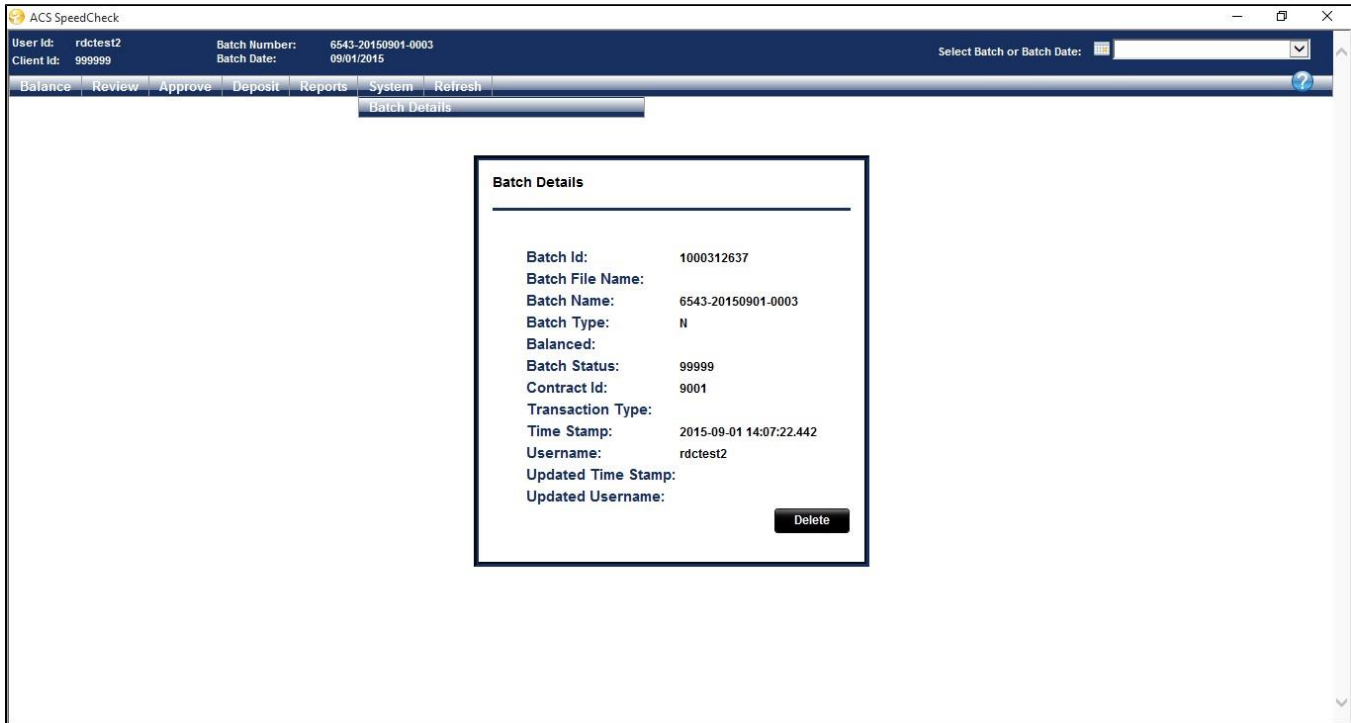 ACS SpeedCheck
User Id: rdctest2 Batch Number: 6543-20150901-0003 Select Batch or Batch Date:
Client Id: 999999 Batch Date: 09/01/2015
Balance Review Approve Deposit Reports System Refresh ?
Batch Details
Batch Details
Batch Id: 1000312637
Batch File Name:
Batch Name: 6543-20150901-0003
Batch Type: N
Balanced:
Batch Status: 99999
Contract Id: 9001
Transaction Type:
Time Stamp: 2015-09-01 14:07:22.442
Username: rdctest2
Updated Time Stamp:
Updated Username:
Delete